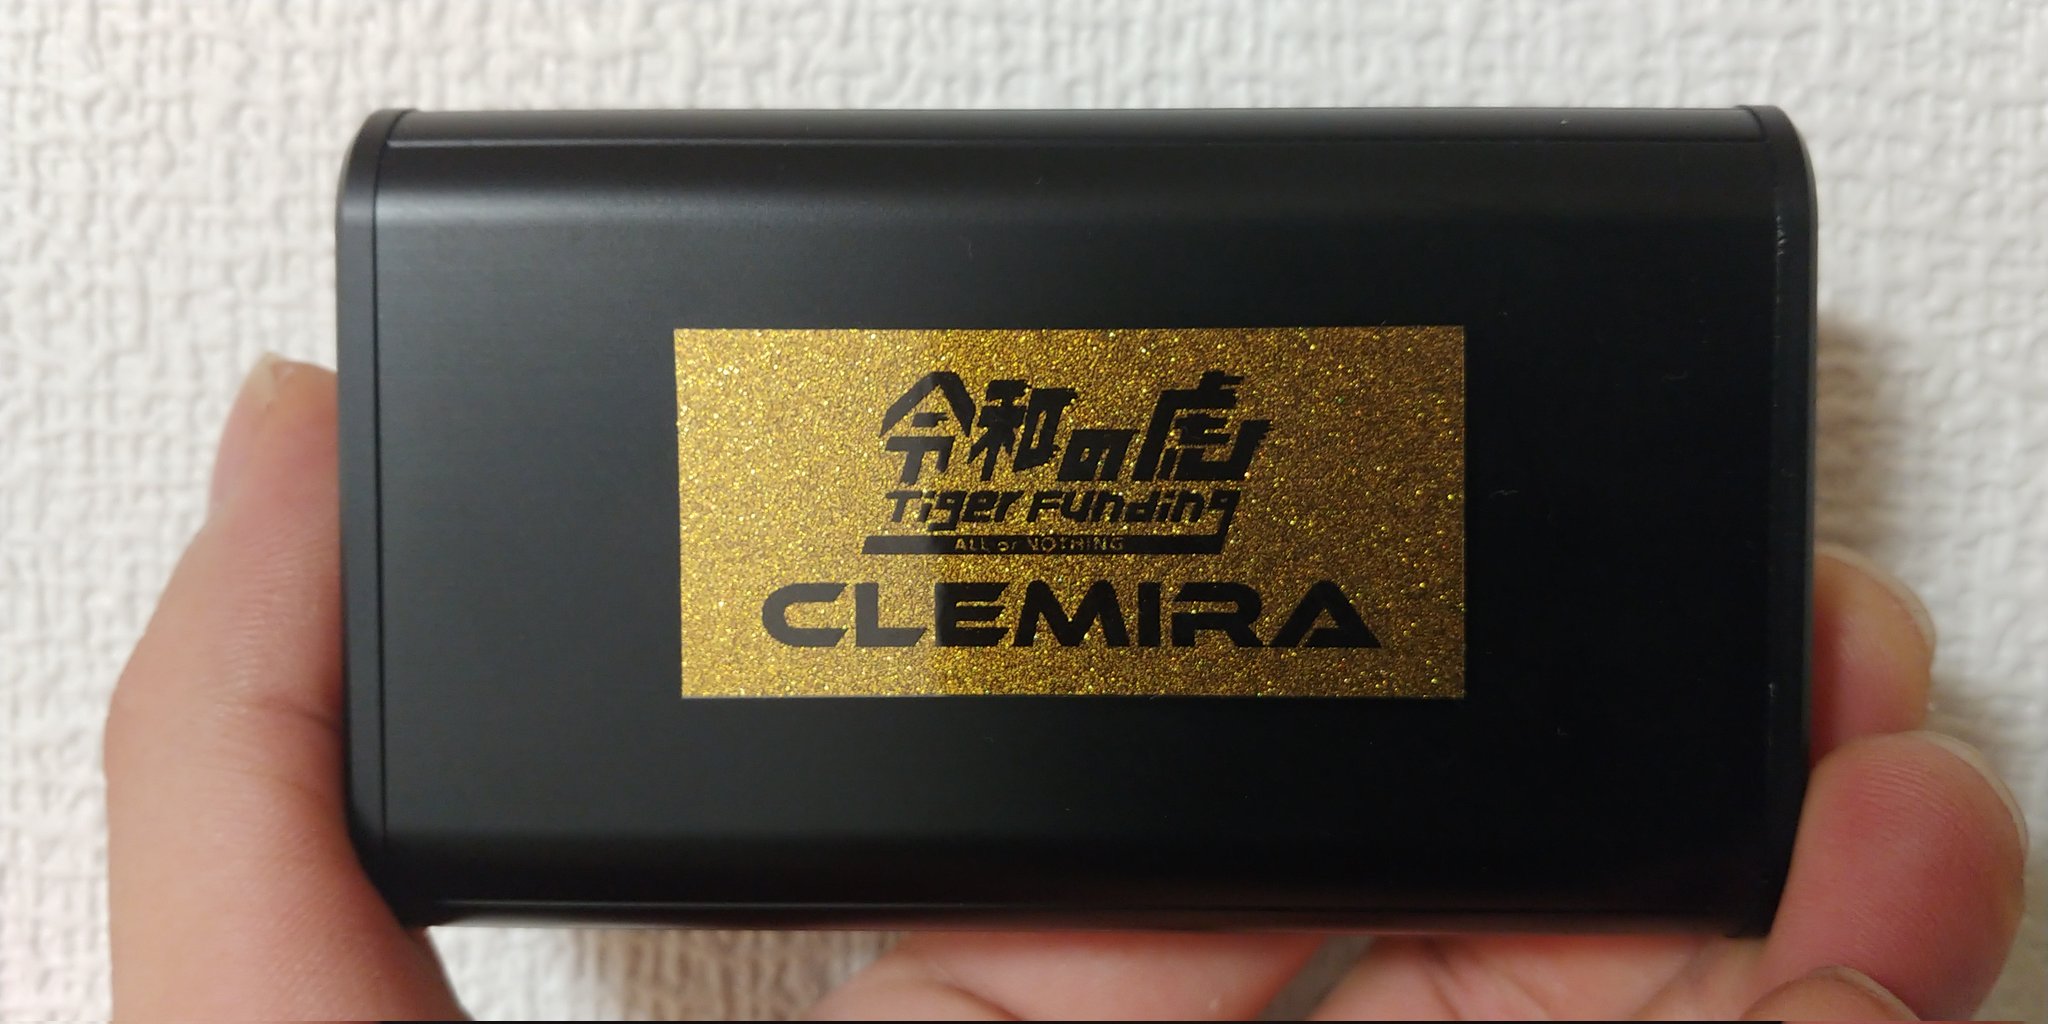 令和の虎
Tiger Funding
ALL or NOTHING
CLEMIRA